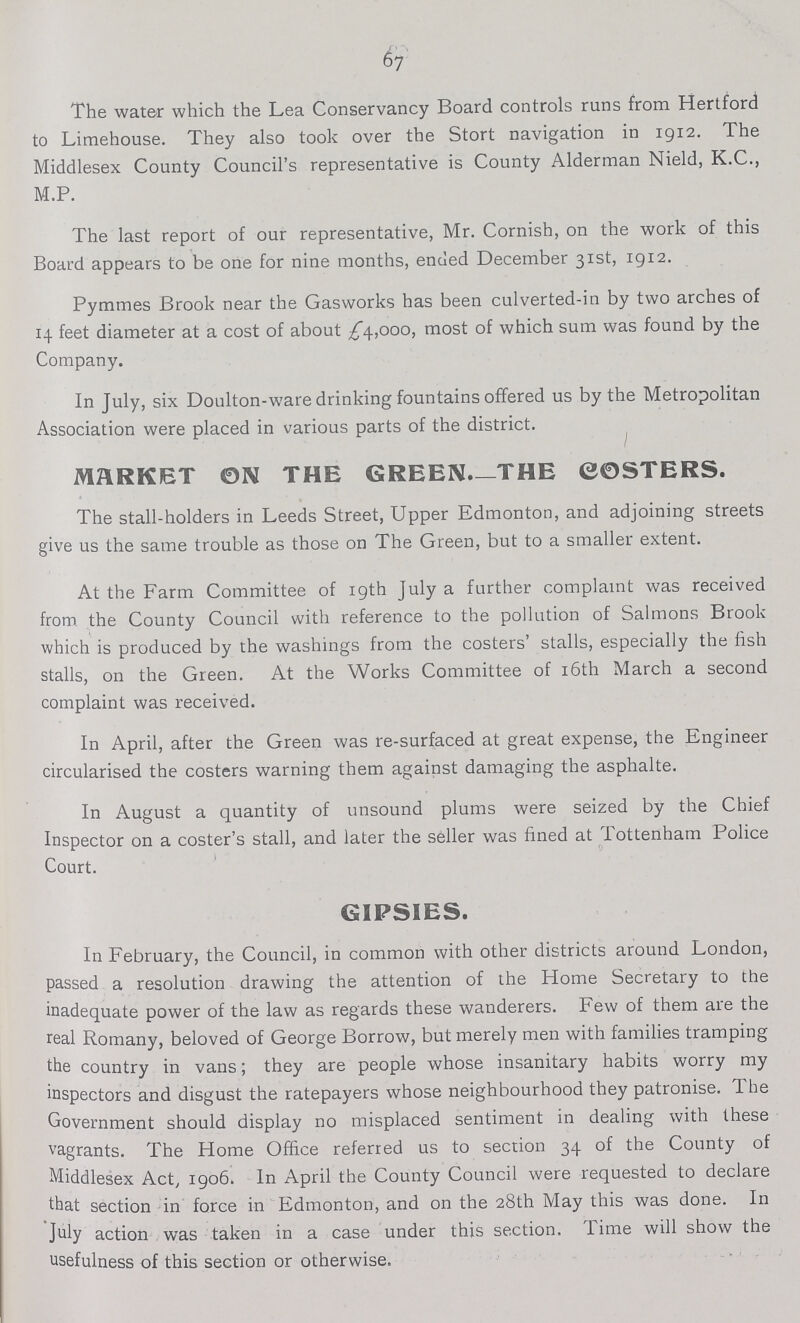 67
The water which the Lea Conservancy Board controls runs from Hertford
to Limehouse. They also took over the Stort navigation in 1912. The
Middlesex County Council's representative is County Alderman Nield, K.C.,
M.P.
The last report of our representative, Mr. Cornish, on the work of this
Board appears to be one for nine months, ended December 31st, 1912.
Pymmes Brook near the Gasworks has been culverted-in by two arches of
14 feet diameter at a cost of about £4,000, most of which sum was found by the
Company.
In July, six Doulton-ware drinking fountains offered us by the Metropolitan
Association were placed in various parts of the district.
MARKET ON THE GREEN.—THE COSTERS.
The stall-holders in Leeds Street, Upper Edmonton, and adjoining streets
give us the same trouble as those on The Green, but to a smaller extent.
At the Farm Committee of 19th July a further complaint was received
from the County Council with reference to the pollution of Salmons Brook
which is produced by the washings from the costers' stalls, especially the fish
stalls, on the Green. At the Works Committee of 16th March a second
complaint was received.
In April, after the Green was re-surfaced at great expense, the Engineer
circularised the costers warning them against damaging the asphalte.
In August a quantity of unsound plums were seized by the Chief
Inspector on a coster's stall, and later the seller was fined at Tottenham Police
Court.
GIPSIES.
In February, the Council, in common with other districts around London,
passed a resolution drawing the attention of the Home Secretary to the
inadequate power of the law as regards these wanderers. Few of them are the
real Romany, beloved of George Borrow, but merely men with families tramping
the country in vans; they are people whose insanitary habits worry my
inspectors and disgust the ratepayers whose neighbourhood they patronise. The
Government should display no misplaced sentiment in dealing with these
vagrants. The Home Office referred us to section 34 of the County of
Middlesex Act, 1906. In April the County Council were requested to declare
that section in force in Edmonton, and on the 28th May this was done. In
July action was taken in a case under this section. Time will show the
usefulness of this section or otherwise.